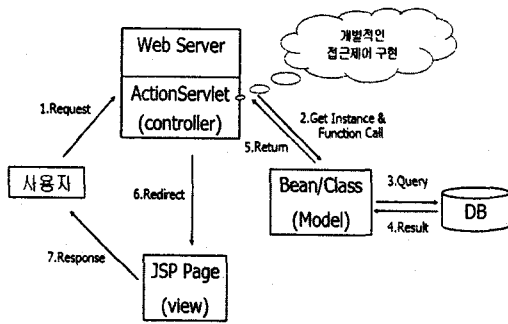 개별적인
접근제어 구현
Web Server
ActionServlet
(controller)
1.Request
2.Get Instance &
Function Call
5.Return
사용자
6.Redirect
Bean/Class
(Model)
3.Query
4.Result
DB
7.Response
JSP Page
(view)